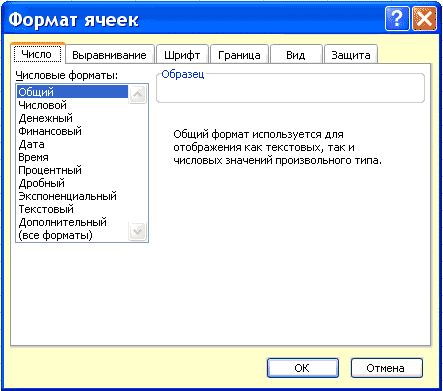 Формат ячеек
Число Выравнивание Шрифт Граница Вид Защита
Числовые форматы:
Общий
Числовой
Денежный
Финансовый
Дата
Время
Процентный
Дробный
Экспоненциальный
Текстовый
Дополнительный
(все форматы)
Образец
Общий формат используется для
отображения как текстовых, так и
числовых значений произвольного типа.
ОК Отмена